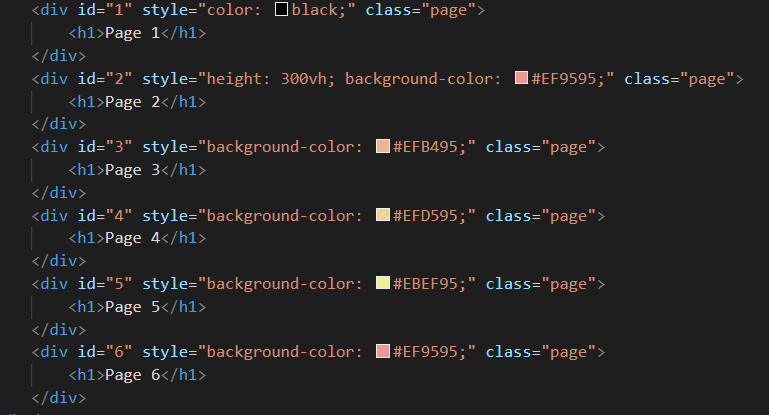 <div id="1" style="color: black;" class="page">
<h1>Page 1</h1>
</div>
<div id="2" style="height: 300vh; background-color: #EF9595;" class="page">
<h1>Page 2</h1>
</div>
<div id="3" style="background-color: #EFB495;" class="page">
<h1>Page 3</h1>
</div>
<div id="4" style="background-color: #EFD595;" class="page">
<h1>Page 4</h1>
</div>
<div id="5" style="background-color: #EBEF95;" class="page">
<h1>Page 5</h1>
</div>
<div id="6" style="background-color: #EF9595;" class="page">
<h1>Page 6</h1>
</div>